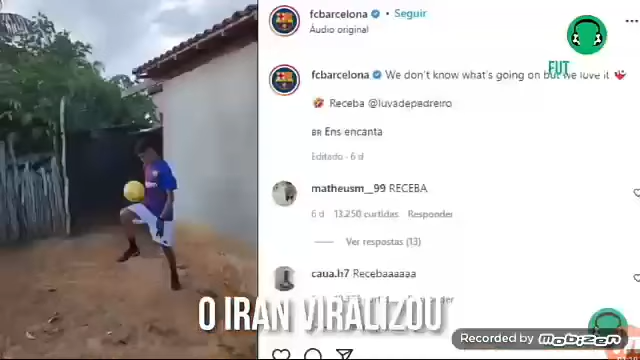 fcbarcelona • Seguir
Áudio original
FUT
fcbarcelona We don't know what's going on but we love it
Receba @luvadepedreiro
BR Ens encanta
Editado · 6 d
matheusm__99 RECEBA
6 d 13.250 curtidas Responder
Ver respostas (13)
caua.h7 Recebaaaaaa
O IRAN VIRALIZOU
Recorded by MOBIZEN